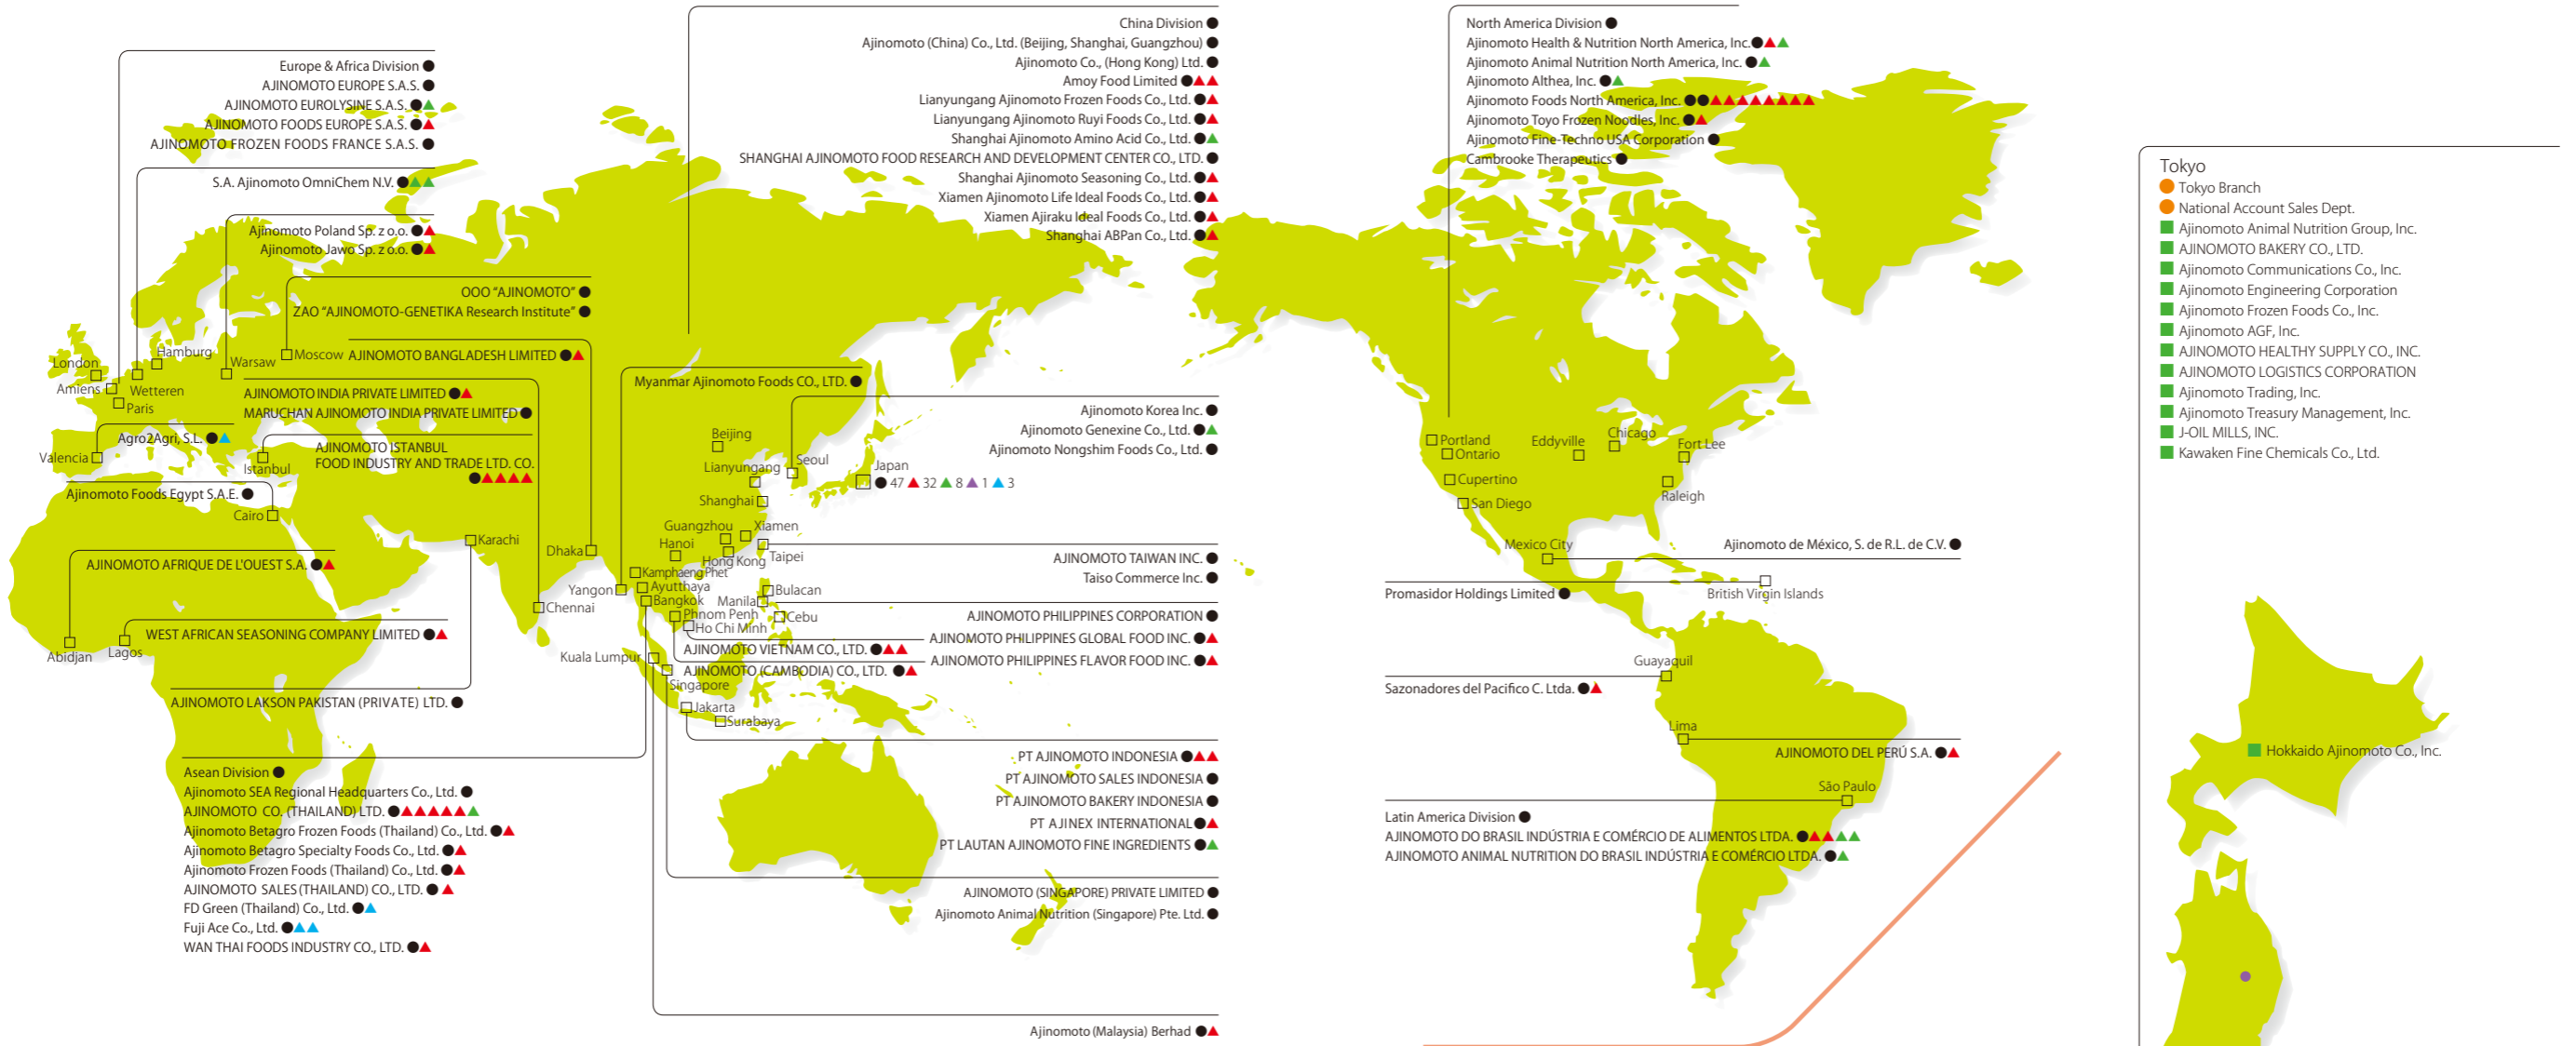 Europe & Africa Division
AJINOMOTO EUROPE S.A.S.
AJINOMOTO EUROLYSINE S.A.S.
AJINOMOTO FOODS EUROPE S.A.S.
AJINOMOTO FROZEN FOODS FRANCE S.A.S.
S.A. Ajinomoto OmniChem N.V.
Ajinomoto Poland Sp. z o.o.
Ajinomoto Jawo Sp. z o.o.
OOO “AJINOMOTO”
ZAO “AJINOMOTO-GENETIKA Research Institute”
AJINOMOTO BANGLADESH LIMITED
AJINOMOTO INDIA PRIVATE LIMITED
MARUCHAN AJINOMOTO INDIA PRIVATE LIMITED
Agro2Agri, S.L.
AJINOMOTO ISTANBUL
FOOD INDUSTRY AND TRADE LTD. CO.
Ajinomoto Foods Egypt S.A.E.
AJINOMOTO AFRIQUE DE L'OUEST S.A.
WEST AFRICAN SEASONING COMPANY LIMITED
AJINOMOTO LAKSON PAKISTAN (PRIVATE) LTD.
London
Hamburg
Amiens
Wetteren
Paris
Warsaw
Moscow
Valencia
Istanbul
Cairo
Karachi
Dhaka
Chennai
Abidjan
Lagos
Asean Division
Ajinomoto SEA Regional Headquarters Co., Ltd.
AJINOMOTO CO. (THAILAND) LTD.
Ajinomoto Betagro Frozen Foods (Thailand) Co., Ltd.
Ajinomoto Betagro Specialty Foods Co., Ltd.
Ajinomoto Frozen Foods (Thailand) Co., Ltd.
AJINOMOTO SALES (THAILAND) CO., LTD.
FD Green (Thailand) Co., Ltd.
Fuji Ace Co., Ltd.
WAN THAI FOODS INDUSTRY CO., LTD.
China Division
Ajinomoto (China) Co., Ltd. (Beijing, Shanghai, Guangzhou)
Ajinomoto Co., (Hong Kong) Ltd.
Amoy Food Limited
Lianyungang Ajinomoto Frozen Foods Co., Ltd.
Lianyungang Ajinomoto Ruyi Foods Co., Ltd.
Shanghai Ajinomoto Amino Acid Co., Ltd.
SHANGHAI AJINOMOTO FOOD RESEARCH AND DEVELOPMENT CENTER CO., LTD.
Shanghai Ajinomoto Seasoning Co., Ltd.
Xiamen Ajinomoto Life Ideal Foods Co., Ltd.
Xiamen Ajiraku Ideal Foods Co., Ltd.
Shanghai ABPan Co., Ltd.
Myanmar Ajinomoto Foods CO., LTD.
Ajinomoto Korea Inc.
Ajinomoto Genexine Co., Ltd.
Ajinomoto Nongshim Foods Co., Ltd.
Beijing
Lianyungang
Seoul
Japan
47 32 8 1 3
Shanghai
Guangzhou
Xiamen
Hanoi
Hong Kong
Taipei
Kamphaeng Phet
Yangon
Ayutthaya
Bangkok
Manila
Bulacan
Phnom Penh
Cebu
Ho Chi Minh
Kuala Lumpur
Singapore
Jakarta
Surabaya
AJINOMOTO TAIWAN INC.
Taiso Commerce Inc.
AJINOMOTO PHILIPPINES CORPORATION
AJINOMOTO PHILIPPINES GLOBAL FOOD INC.
AJINOMOTO VIETNAM CO., LTD.
AJINOMOTO PHILIPPINES FLAVOR FOOD INC.
AJINOMOTO (CAMBODIA) CO., LTD.
PT AJINOMOTO INDONESIA
PT AJINOMOTO SALES INDONESIA
PT AJINOMOTO BAKERY INDONESIA
PT AJINEX INTERNATIONAL
PT LAUTAN AJINOMOTO FINE INGREDIENTS
AJINOMOTO (SINGAPORE) PRIVATE LIMITED
Ajinomoto Animal Nutrition (Singapore) Pte. Ltd.
Ajinomoto (Malaysia) Berhad
North America Division
Ajinomoto Health & Nutrition North America, Inc.
Ajinomoto Animal Nutrition North America, Inc.
Ajinomoto Althea, Inc.
Ajinomoto Foods North America, Inc.
Ajinomoto Toyo Frozen Noodles, Inc.
Ajinomoto Fine-Techno USA Corporation
Cambrooke Therapeutics
Portland
Ontario
Cupertino
San Diego
Eddyville
Chicago
Fort Lee
Raleigh
Mexico City
Ajinomoto de México, S. de R.L. de C.V.
Promasidor Holdings Limited
British Virgin Islands
Guayaquil
Sazonadores del Pacifico C. Ltda.
Lima
AJINOMOTO DEL PERÚ S.A.
São Paulo
Latin America Division
AJINOMOTO DO BRASIL INDÚSTRIA E COMÉRCIO DE ALIMENTOS LTDA.
AJINOMOTO ANIMAL NUTRITION DO BRASIL INDÚSTRIA E COMÉRCIO LTDA.
Tokyo
Tokyo Branch
National Account Sales Dept.
Ajinomoto Animal Nutrition Group, Inc.
AJINOMOTO BAKERY CO., LTD.
Ajinomoto Communications Co., Inc.
Ajinomoto Engineering Corporation
Ajinomoto Frozen Foods Co., Inc.
Ajinomoto AGF, Inc.
AJINOMOTO HEALTHY SUPPLY CO., INC.
AJINOMOTO LOGISTICS CORPORATION
Ajinomoto Trading, Inc.
Ajinomoto Treasury Management, Inc.
J-OIL MILLS, INC.
Kawaken Fine Chemicals Co., Ltd.
Hokkaido Ajinomoto Co., Inc.